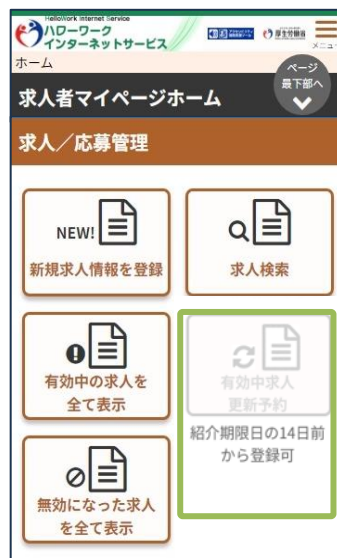 HelloWork Internet Service
ハローワーク
インターネットサービス
厚生労働省
メニュー
ホーム
ページ
最下部へ
求人者マイページホーム
求人／応募管理
NEW!
新規求人情報を登録
求人検索
有効中の求人を
全て表示
有効中求人
更新予約
紹介期限日の14日前
から登録可
無効になった求人
を全て表示